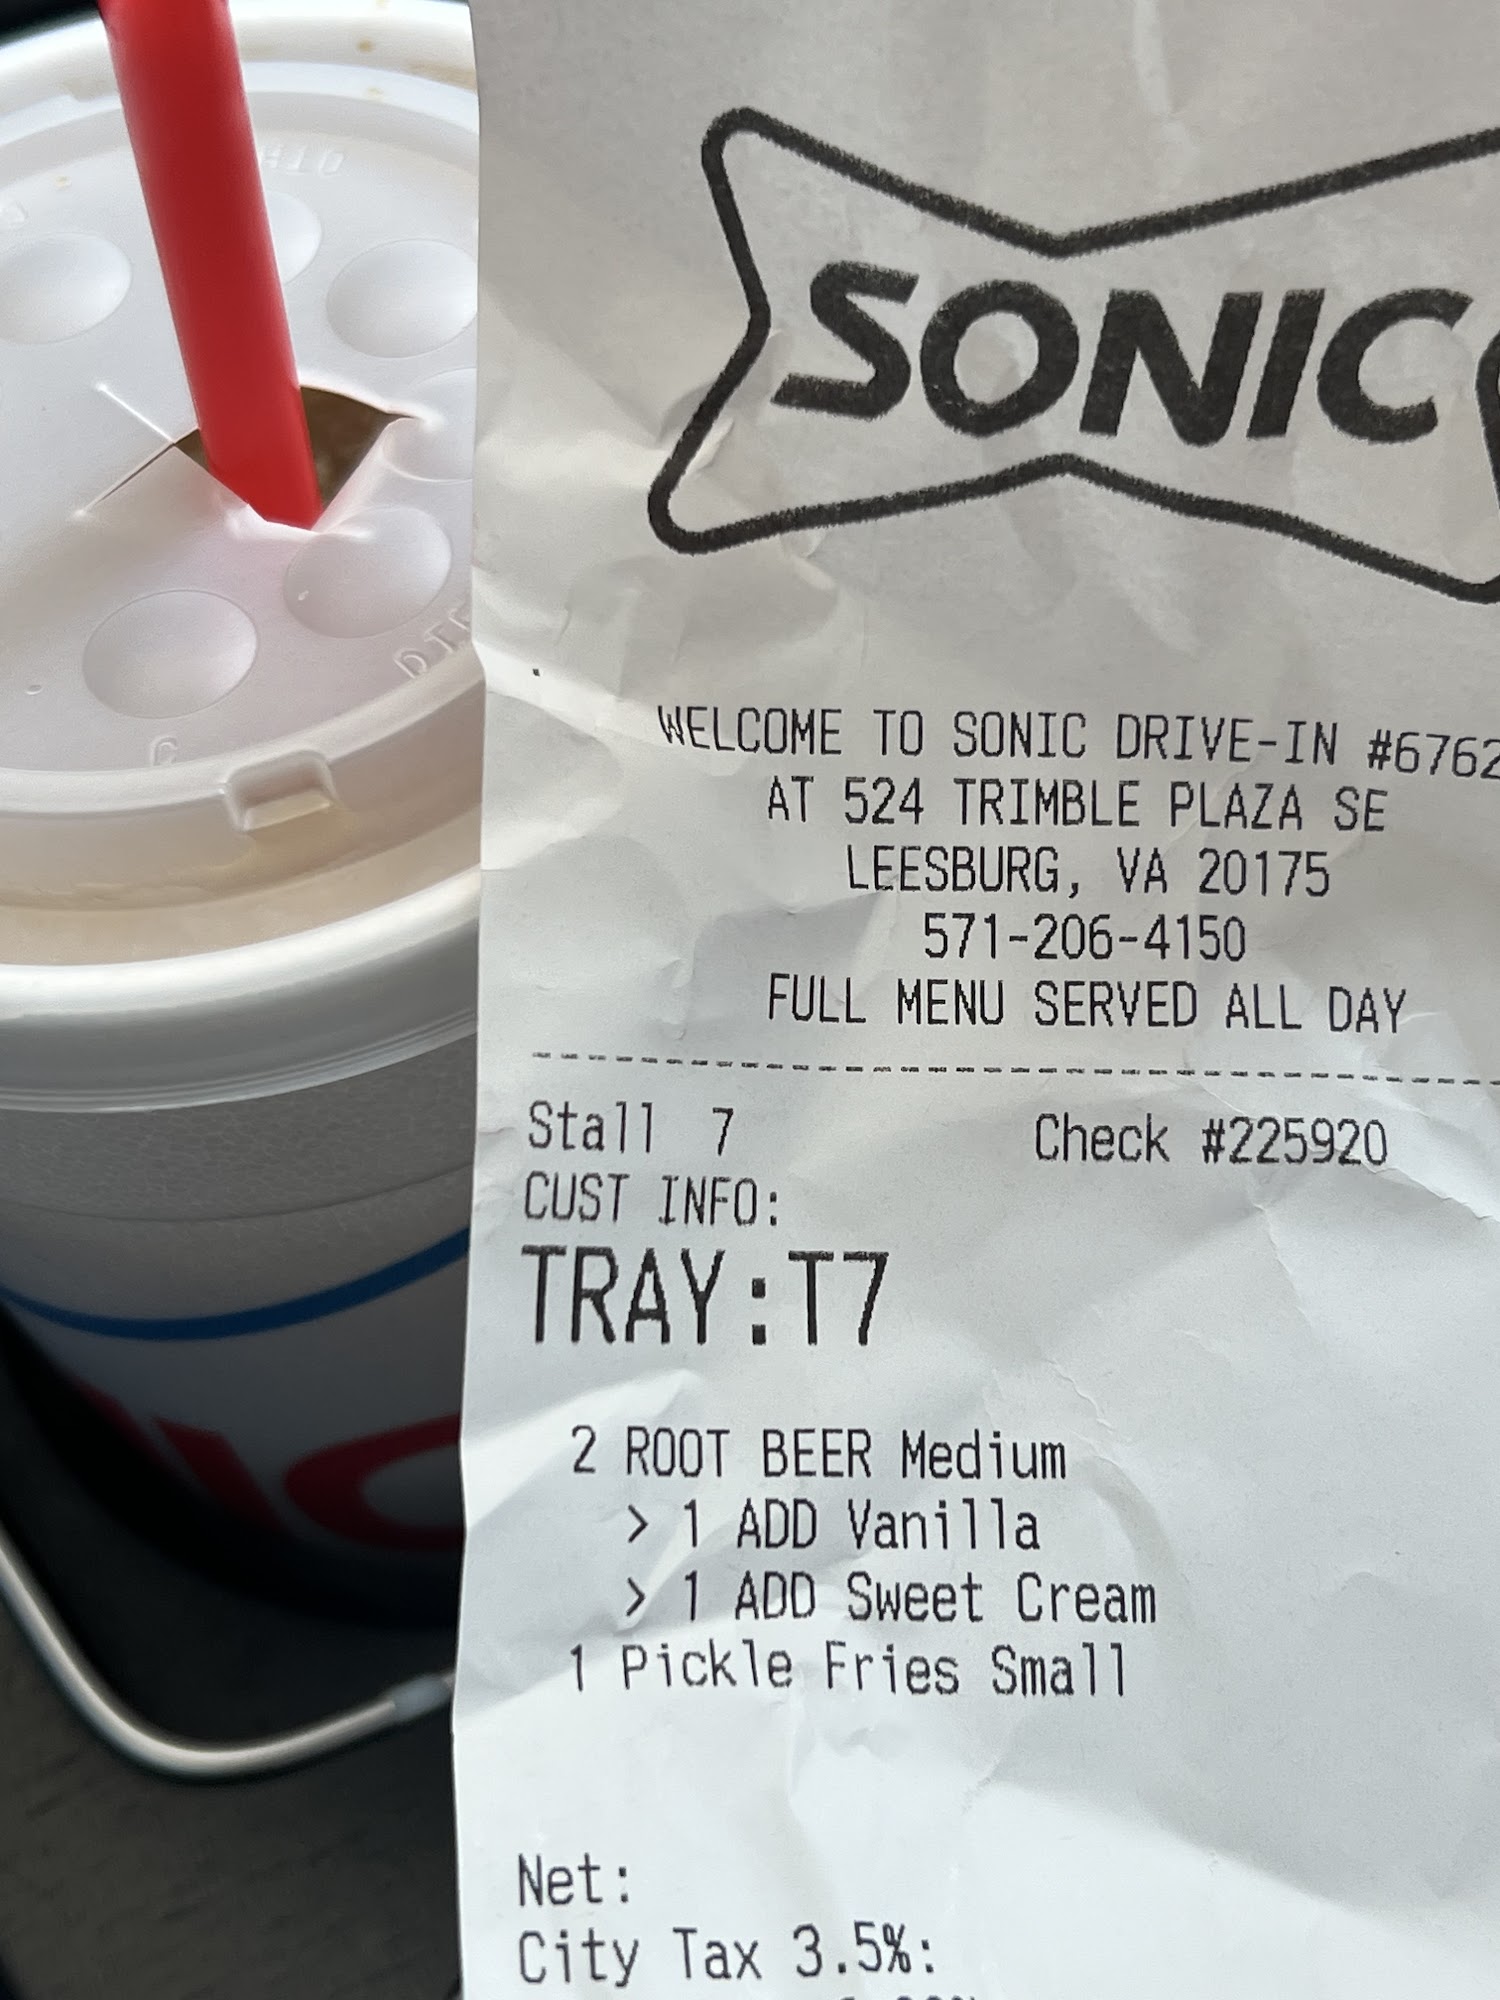 SONIC
WELCOME TO SONIC DRIVE-IN #6762
AT 524 TRIMBLE PLAZA SE
LEESBURG, VA 20175
571-206-4150
FULL MENU SERVED ALL DAY
Stall 7 Check #225920
CUST INFO:
TRAY:T7
2 ROOT BEER Medium
> 1 ADD Vanilla
> 1 ADD Sweet Cream
1 Pickle Fries Small
Net:
City Tax 3.5%: